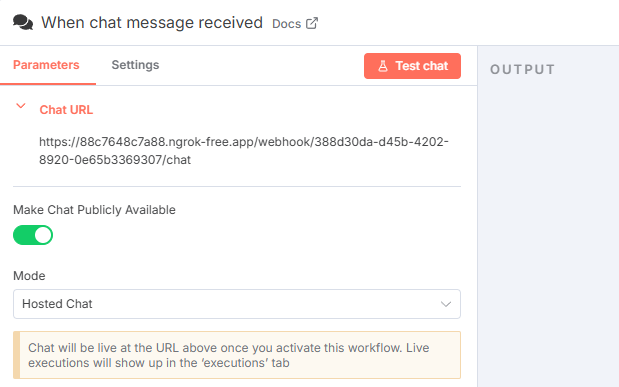 When chat message received Docs
Parameters Settings Test chat
OUTPUT
Chat URL
https://88c7648c7a88.ngrok-free.app/webhook/388d30da-d45b-4202-
8920-0e65b3369307/chat
Make Chat Publicly Available
Mode
Hosted Chat
Chat will be live at the URL above once you activate this workflow. Live
executions will show up in the ‘executions’ tab